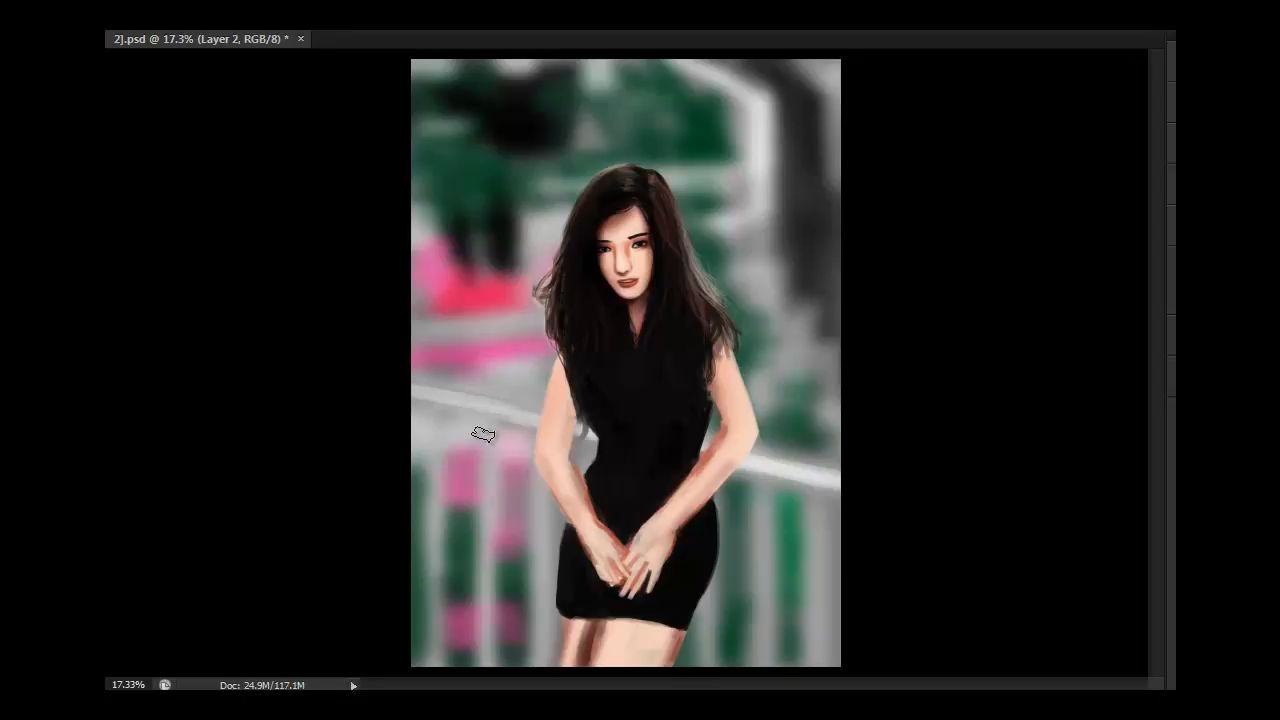 2].psd @ 17.3% (Layer 2, RGB/8) * ×
17.33% Doc: 24.9M/117.1M